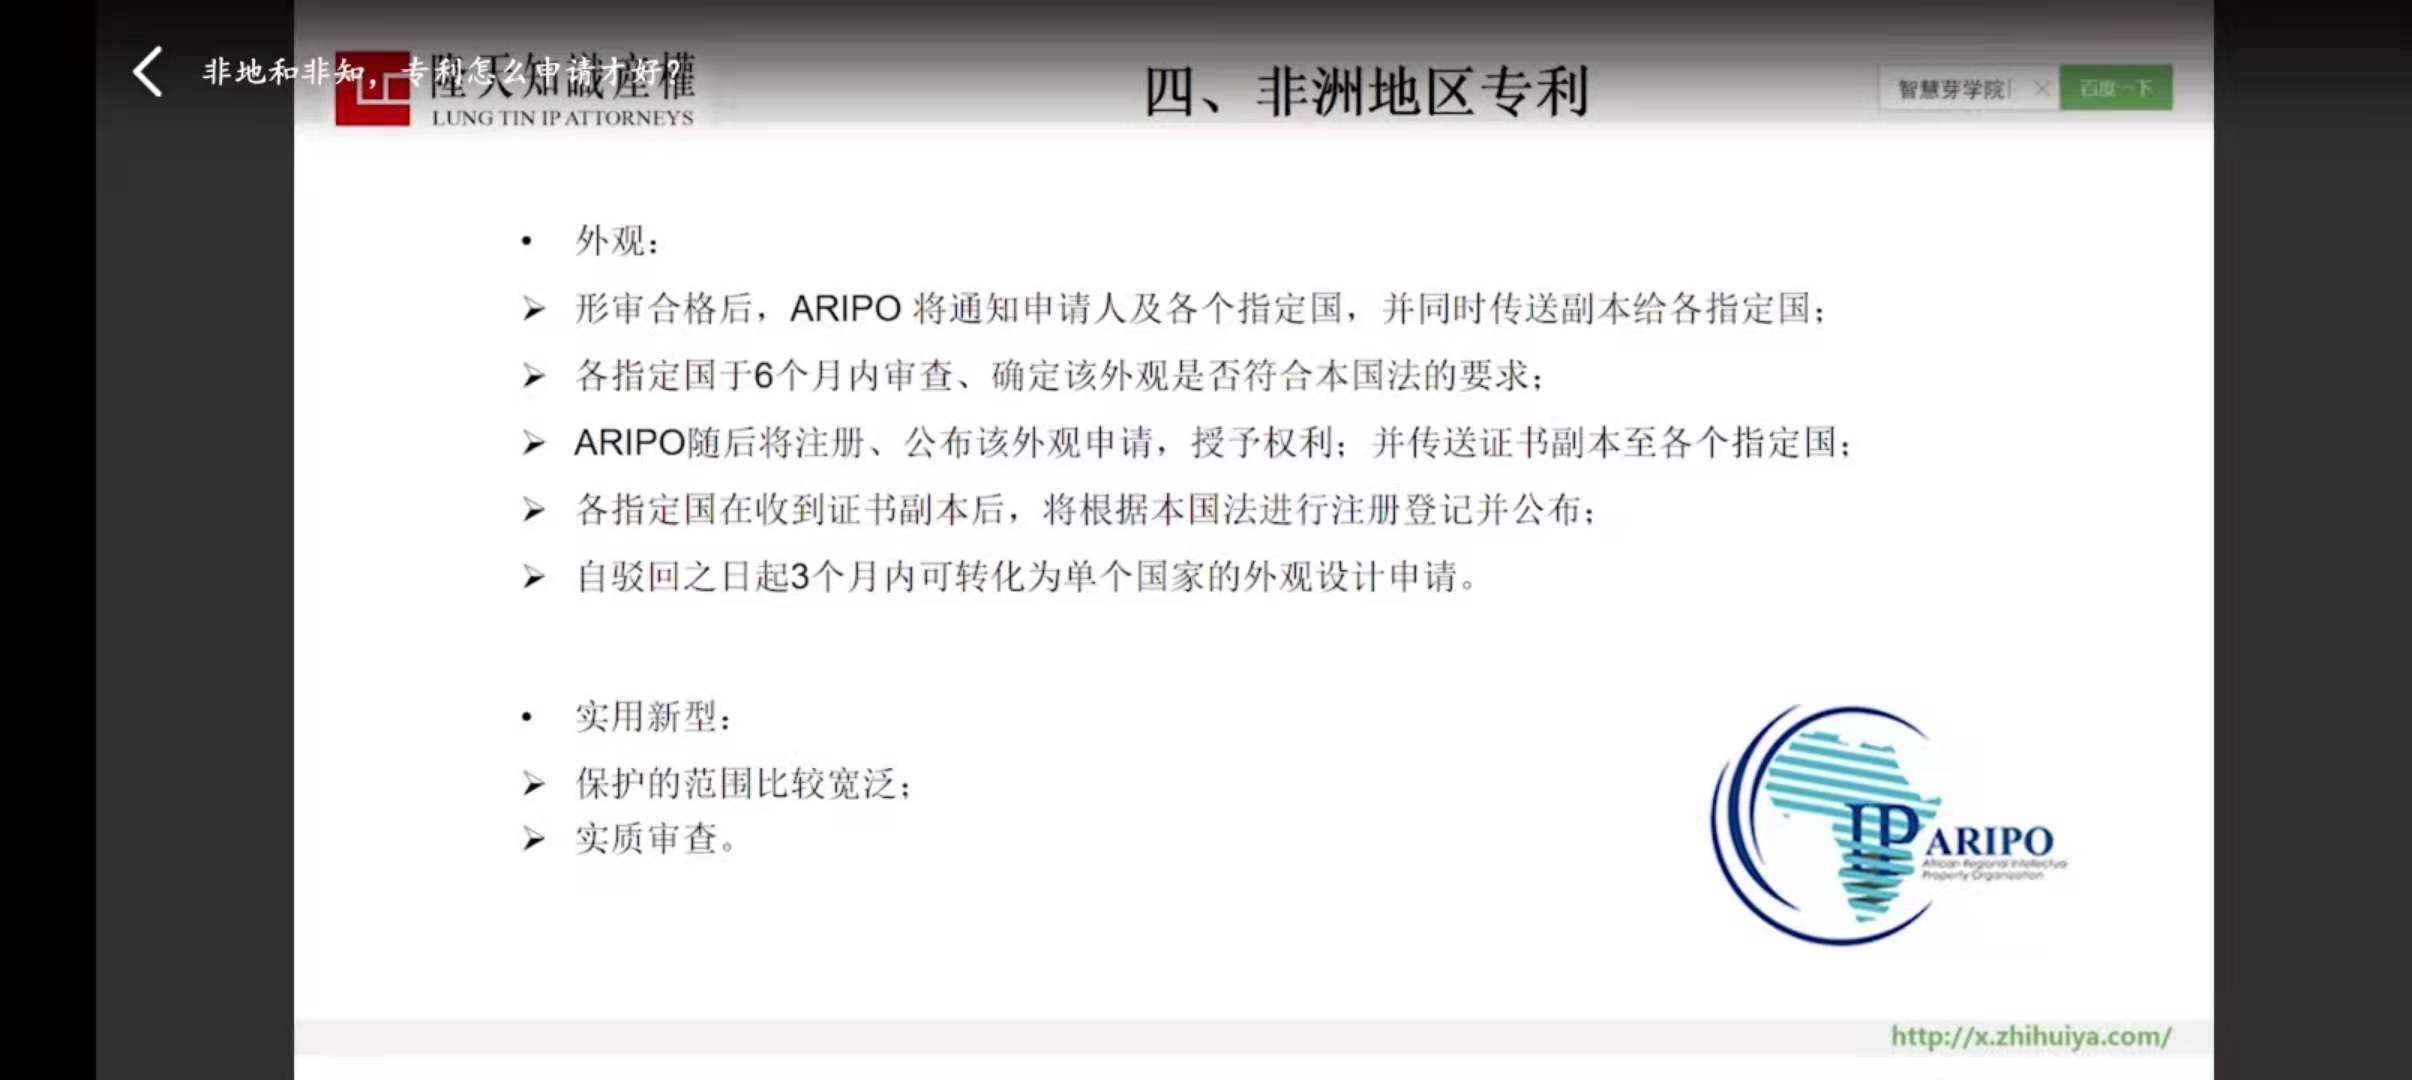 非地和非知，专利怎么申请才好?
隆天知識產權
LUNG TIN IP ATTORNEYS
四、非洲地区专利
智慧芽学院
百度一下
• 外观：
➢ 形审合格后，ARIPO 将通知申请人及各个指定国，并同时传送副本给各指定国；
➢ 各指定国于6个月内审查、确定该外观是否符合本国法的要求；
➢ ARIPO随后将注册、公布该外观申请，授予权利；并传送证书副本至各个指定国；
➢ 各指定国在收到证书副本后，将根据本国法进行注册登记并公布；
➢ 自驳回之日起3个月内可转化为单个国家的外观设计申请。
• 实用新型：
➢ 保护的范围比较宽泛；
➢ 实质审查。
IP ARIPO
African Regional Intellectual
Property Organization
http://x.zhihuiya.com/